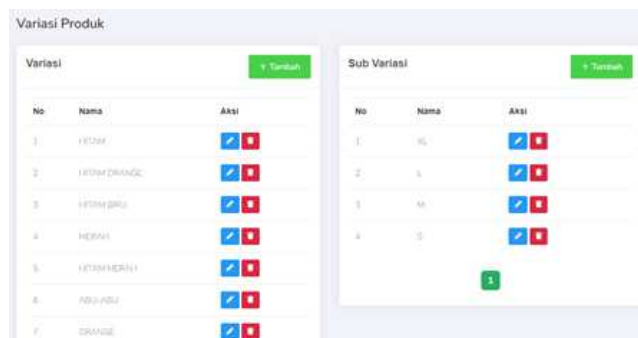 Variasi Produk
Variasi
+ Tambah
No Nama Aksi
1 HITAM
2 HITAM ORANGE
3 HITAM BIRU
4 MERAH
5 HITAM MERAH
6 ABU-ABU
7 ORANGE
Sub Variasi
+ Tambah
No Nama Aksi
1 XL
2 L
3 M
4 S
1